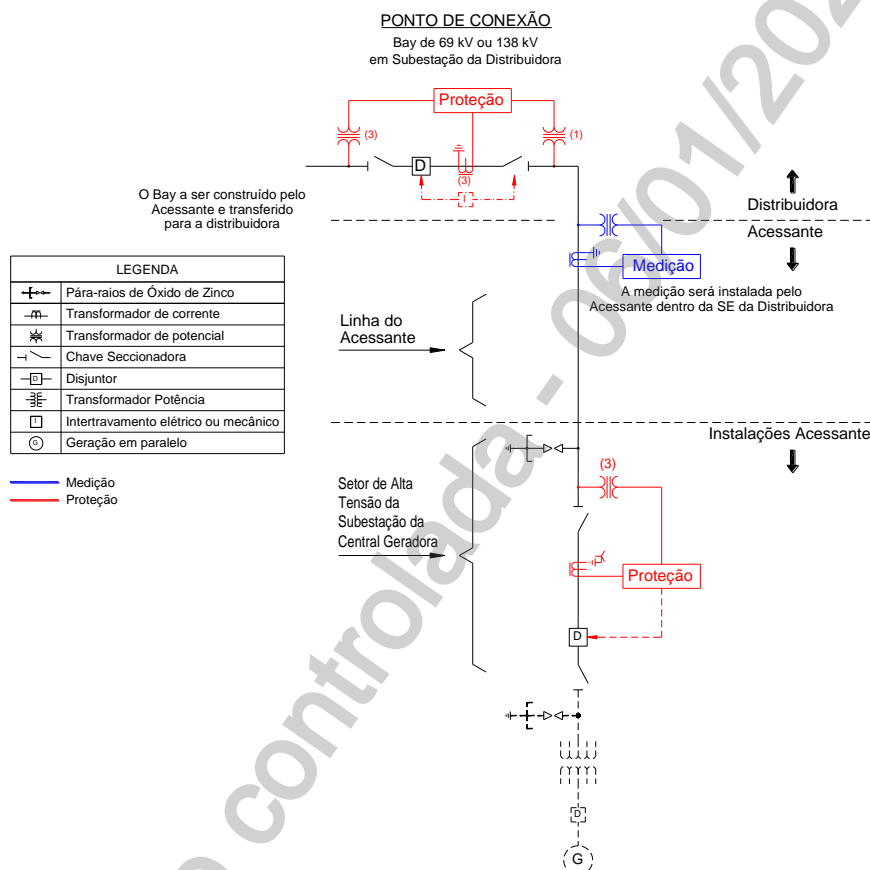 PONTO DE CONEXÃO
Bay de 69 kV ou 138 kV
em Subestação da Distribuidora
Proteção
(3)
(1)
D
(3)
I
O Bay a ser construído pelo
Acessante e transferido
para a distribuidora
Distribuidora
Acessante
Medição
A medição será instalada pelo
Acessante dentro da SE da Distribuidora
LEGENDA
Pára-raios de Óxido de Zinco
Transformador de corrente
Transformador de potencial
Chave Seccionadora
D Disjuntor
Transformador Potência
I Intertravamento elétrico ou mecânico
G Geração em paralelo
Medição
Proteção
Linha do
Acessante
Instalações Acessante
Setor de Alta
Tensão da
Subestação da
Central Geradora
(3)
Proteção
D
D
G
controlada - 06/01/202